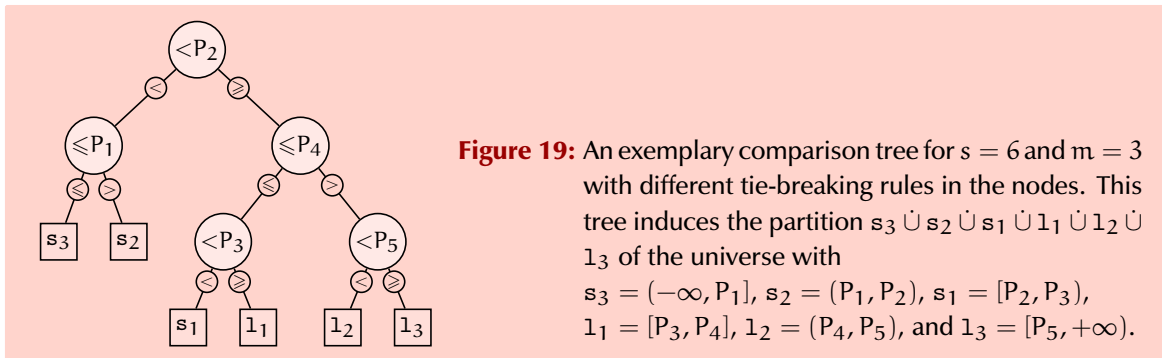 <P₂
< ⩾
⩽P₁ ⩽P₄
⩽ > ⩽ >
s₃ s₂ <P₃ <P₅
< ⩾ < ⩾
s₁ l₁ l₂ l₃
Figure 19: An exemplary comparison tree for s = 6 and m = 3
with different tie-breaking rules in the nodes. This
tree induces the partition s₃ ∪̇ s₂ ∪̇ s₁ ∪̇ l₁ ∪̇ l₂ ∪̇
l₃ of the universe with
s₃ = (−∞, P₁], s₂ = (P₁, P₂), s₁ = [P₂, P₃),
l₁ = [P₃, P₄], l₂ = (P₄, P₅), and l₃ = [P₅, +∞).